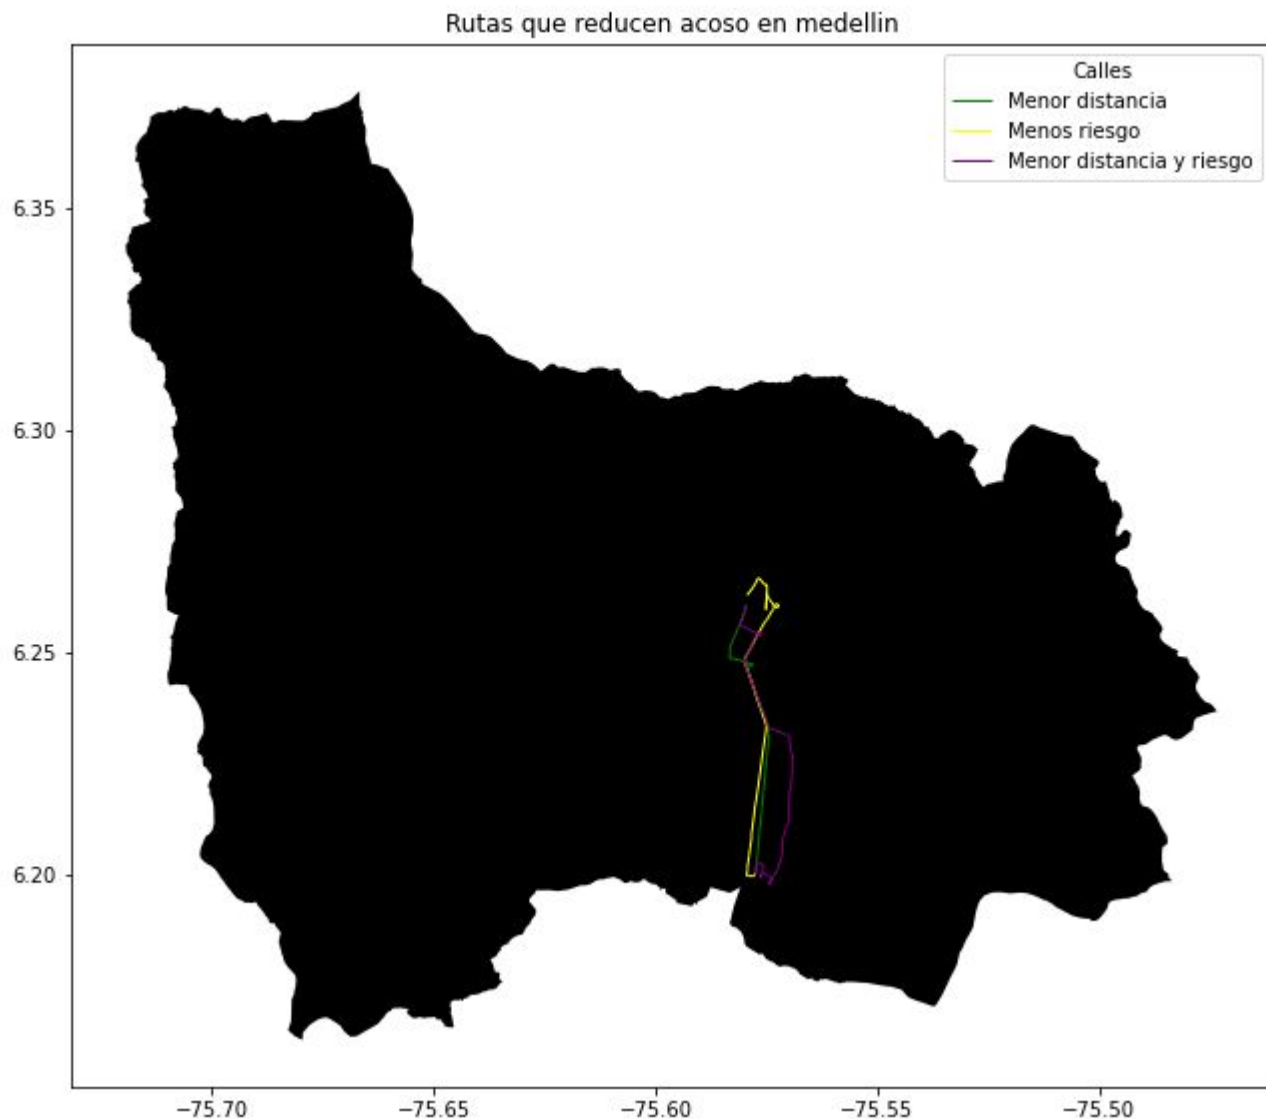 Rutas que reducen acoso en medellin
Calles
Menor distancia
Menos riesgo
Menor distancia y riesgo
6.35
6.30
6.25
6.20
−75.70 −75.65 −75.60 −75.55 −75.50